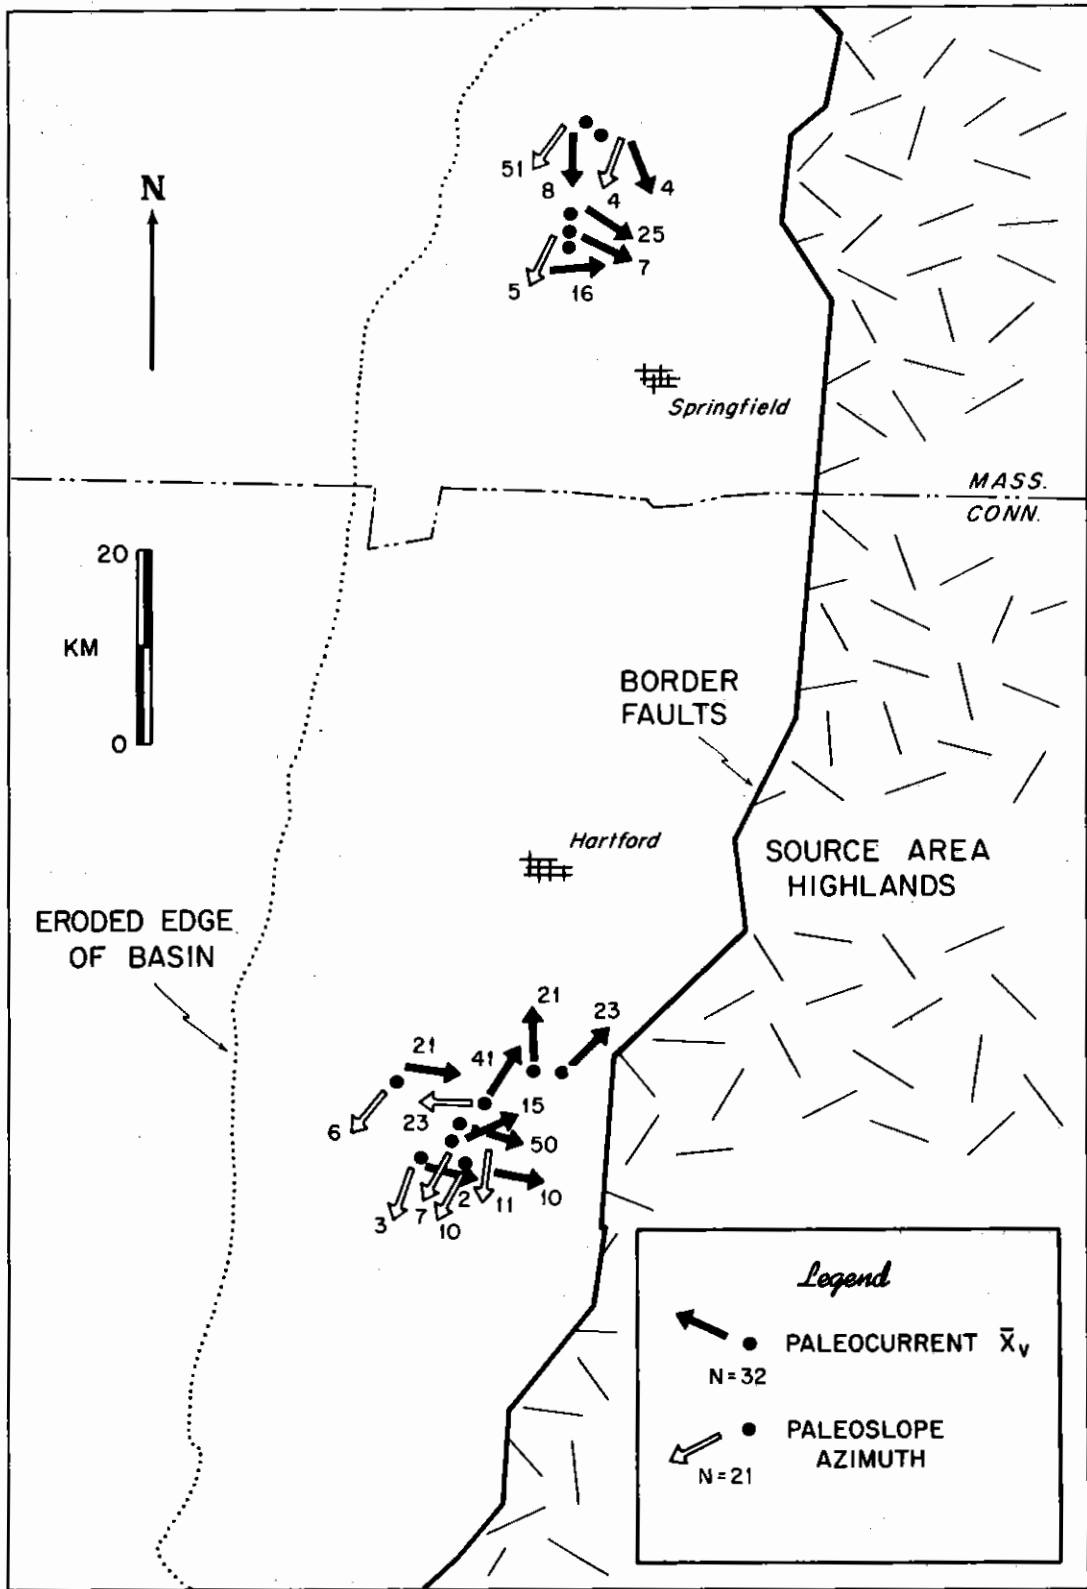 N
51
8
4
4
25
7
5
16
Springfield
MASS.
CONN.
20
KM
0
BORDER
FAULTS
Hartford
SOURCE AREA
HIGHLANDS
ERODED EDGE
OF BASIN
21
23
21
41
15
23
6
50
2
10
11
7
3
10
Legend
PALEOCURRENT X̄v
N=32
PALEOSLOPE
AZIMUTH
N=21